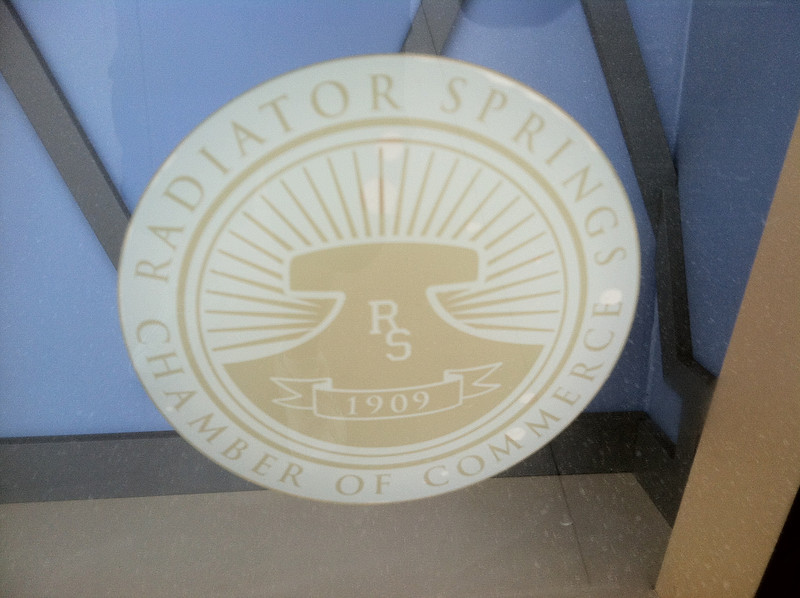 RADIATOR SPRINGS
RS
1909
CHAMBER OF COMMERCE